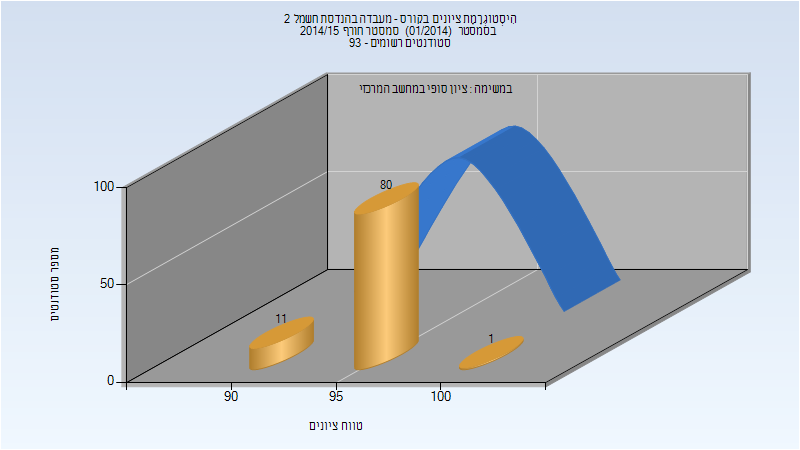 היסטוגרמת ציונים בקורס - מעבדה בהנדסת חשמל 2
בסמסטר (01/2014) סמסטר חורף 2014/15
סטודנטים רשומים - 93
במשימה : ציון סופי במחשב המרכזי
100
50
0
מספר סטודנטים
80
11
1
90
95
100
טווח ציונים